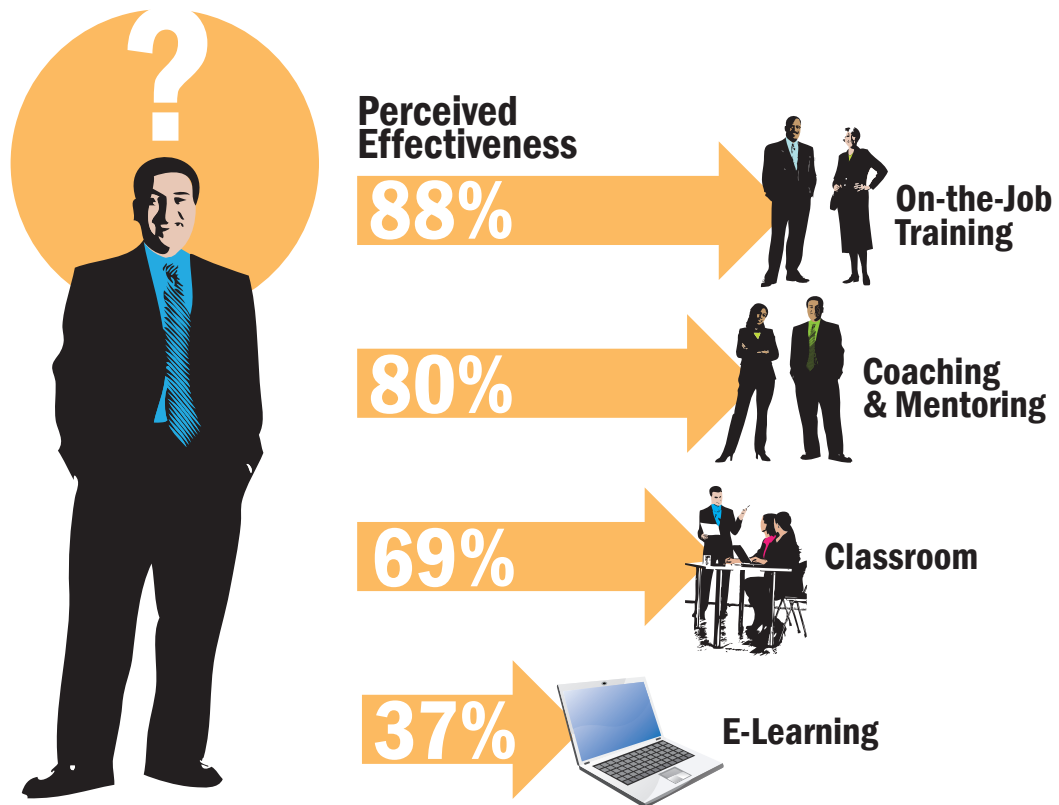 ?
Perceived
Effectiveness
88%
On-the-Job
Training
80%
Coaching
& Mentoring
69%
Classroom
37%
E-Learning